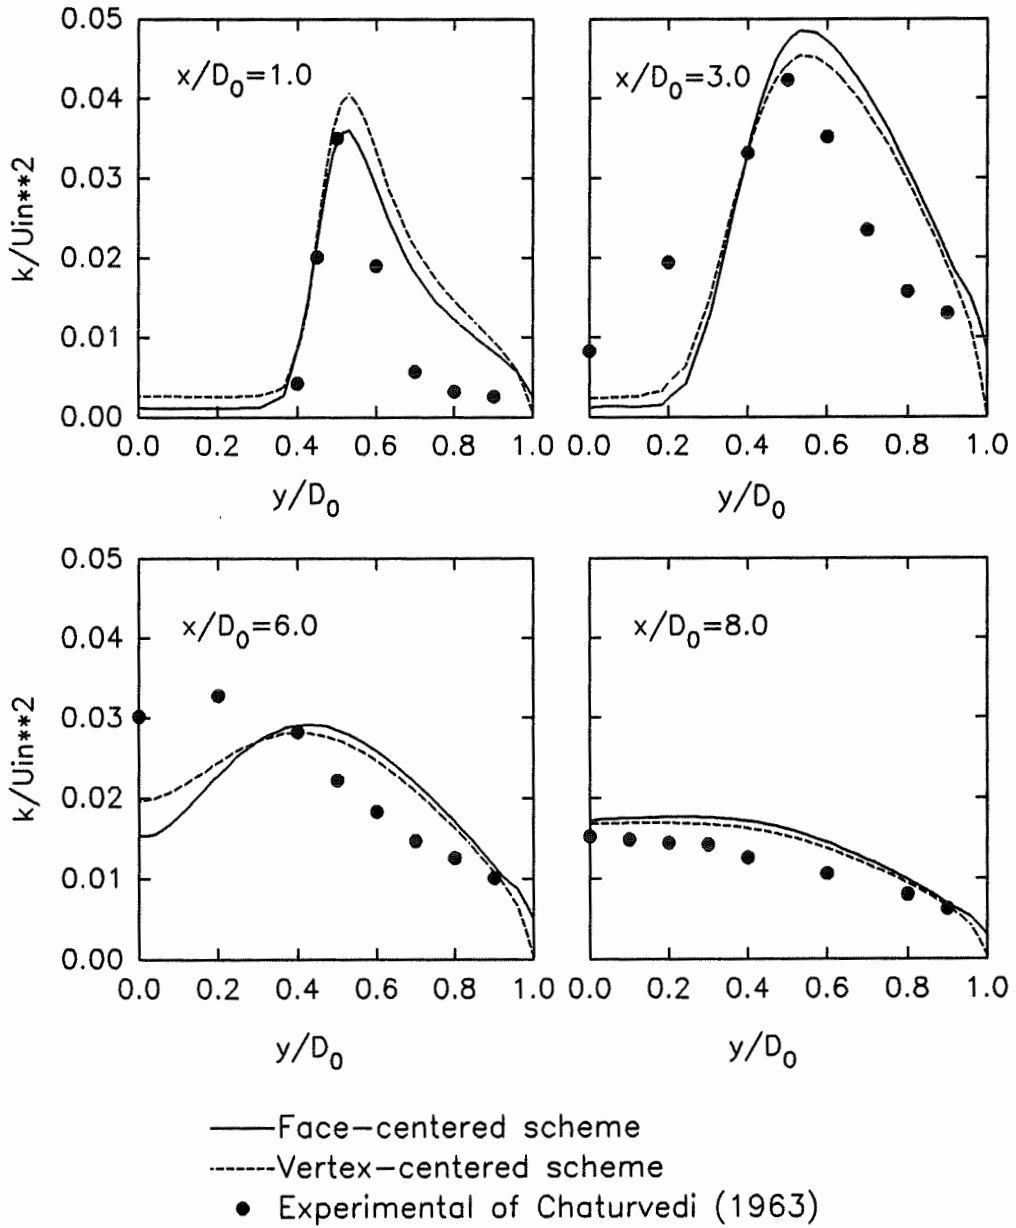 0.05
0.04
0.03
0.02
0.01
0.00
k/Uin**2
x/D0=1.0
0.0 0.2 0.4 0.6 0.8 1.0
y/D0
x/D0=3.0
0.0 0.2 0.4 0.6 0.8 1.0
y/D0
0.05
0.04
0.03
0.02
0.01
0.00
k/Uin**2
x/D0=6.0
0.0 0.2 0.4 0.6 0.8 1.0
y/D0
x/D0=8.0
0.0 0.2 0.4 0.6 0.8 1.0
y/D0
Face-centered scheme
Vertex-centered scheme
Experimental of Chaturvedi (1963)